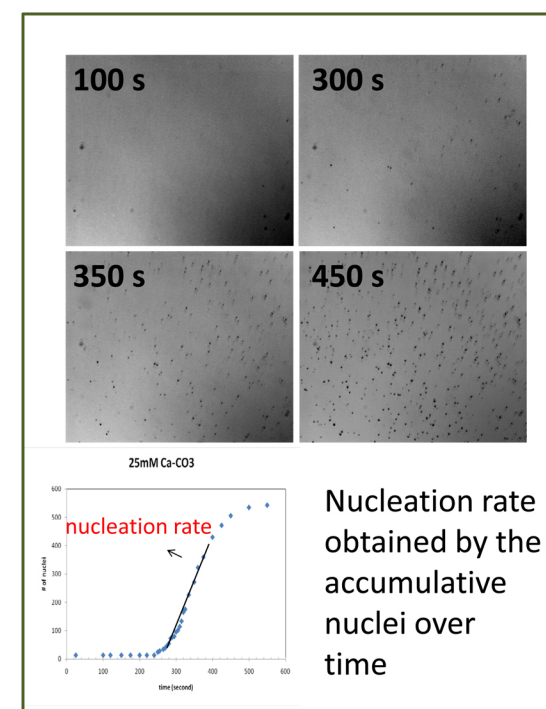 100 s
300 s
350 s
450 s
25mM Ca-CO3
600
500
400
300
200
100
0
# of nuclei
nucleation rate
0 100 200 300 400 500 600
time (second)
Nucleation rate
obtained by the
accumulative
nuclei over
time